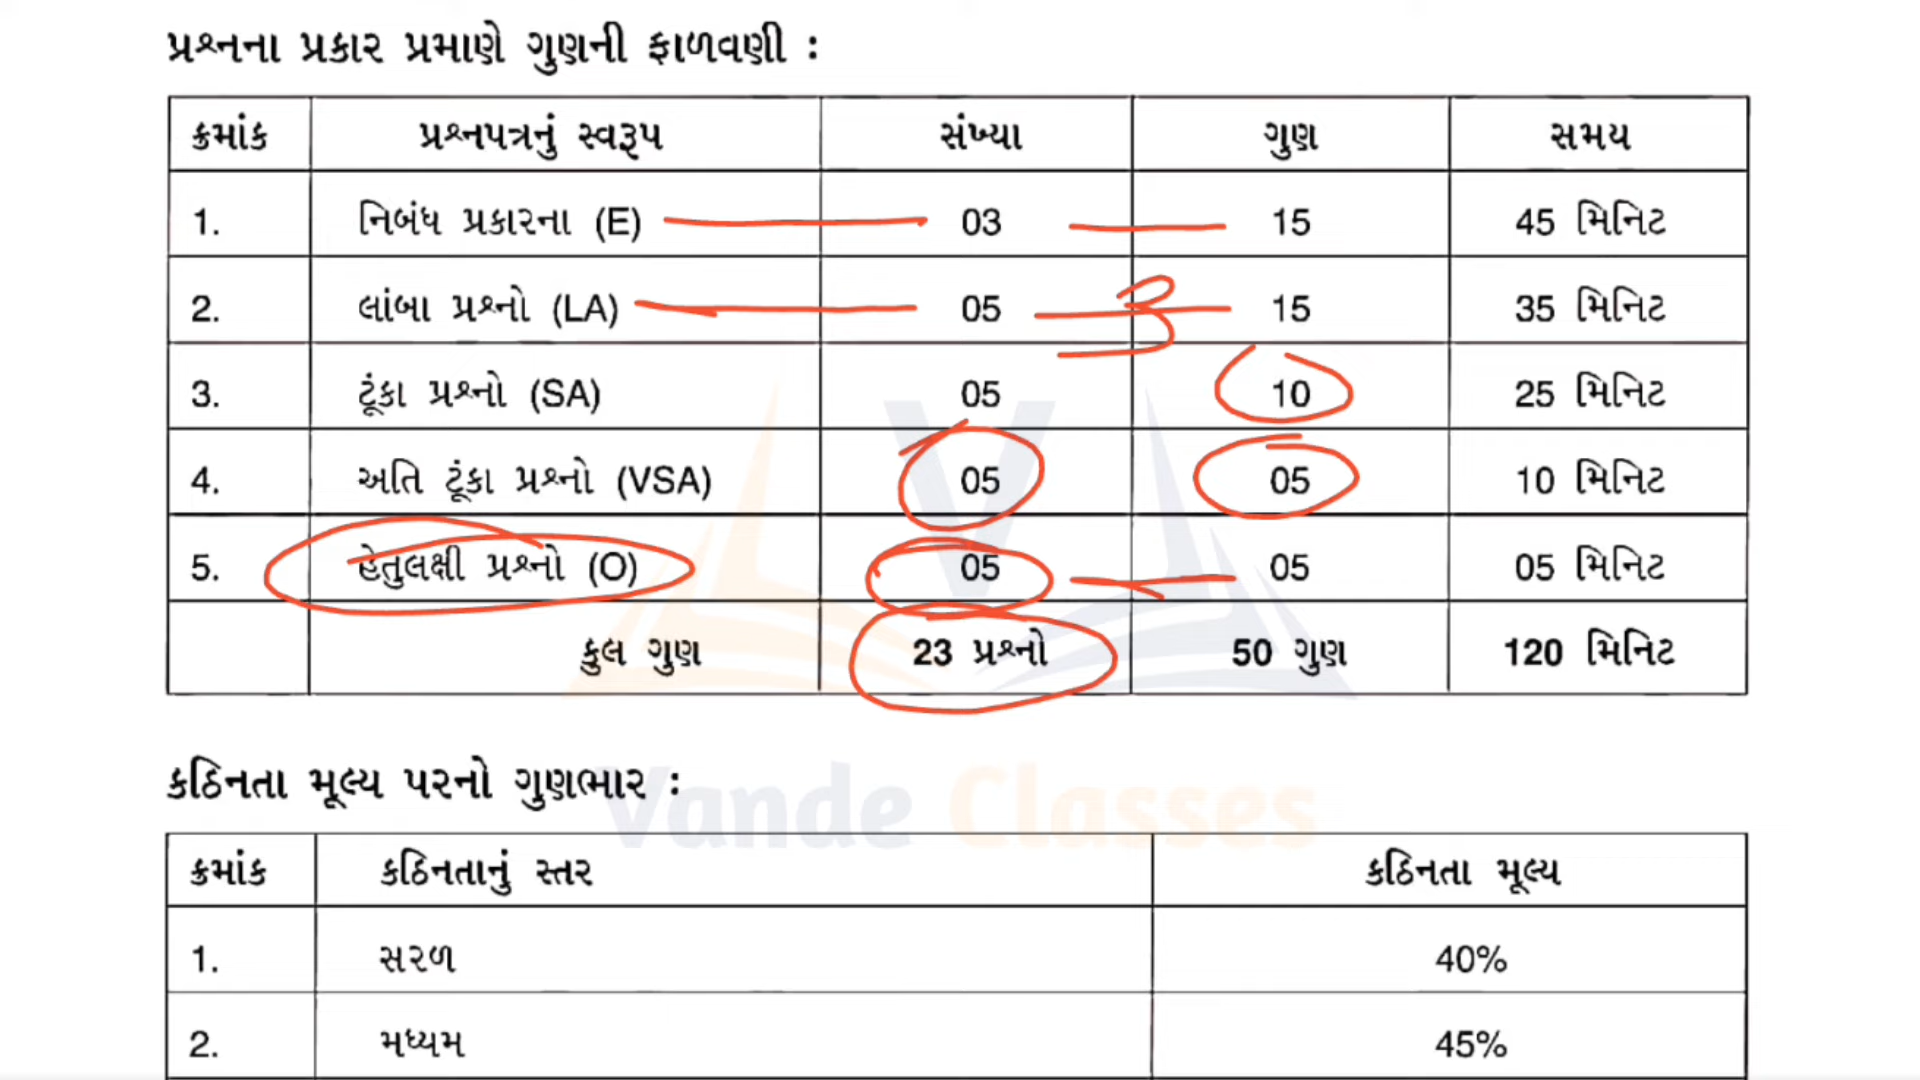 પ્રશ્નના પ્રકાર પ્રમાણે ગુણની ફાળવણી :
ક્રમાંક પ્રશ્નપત્રનું સ્વરૂપ સંખ્યા ગુણ સમય
1. નિબંધ પ્રકારના (E) 03 15 45 મિનિટ
2. લાંબા પ્રશ્નો (LA) 05 3 15 35 મિનિટ
3. ટૂંકા પ્રશ્નો (SA) 05 10 25 મિનિટ
4. અતિ ટૂંકા પ્રશ્નો (VSA) 05 05 10 મિનિટ
5. હેતુલક્ષી પ્રશ્નો (O) 05 05 05 મિનિટ
કુલ ગુણ 23 પ્રશ્નો 50 ગુણ 120 મિનિટ
કઠિનતા મૂલ્ય પરનો ગુણભાર :
Vande Classes
ક્રમાંક કઠિનતાનું સ્તર કઠિનતા મૂલ્ય
1. સરળ 40%
2. મધ્યમ 45%